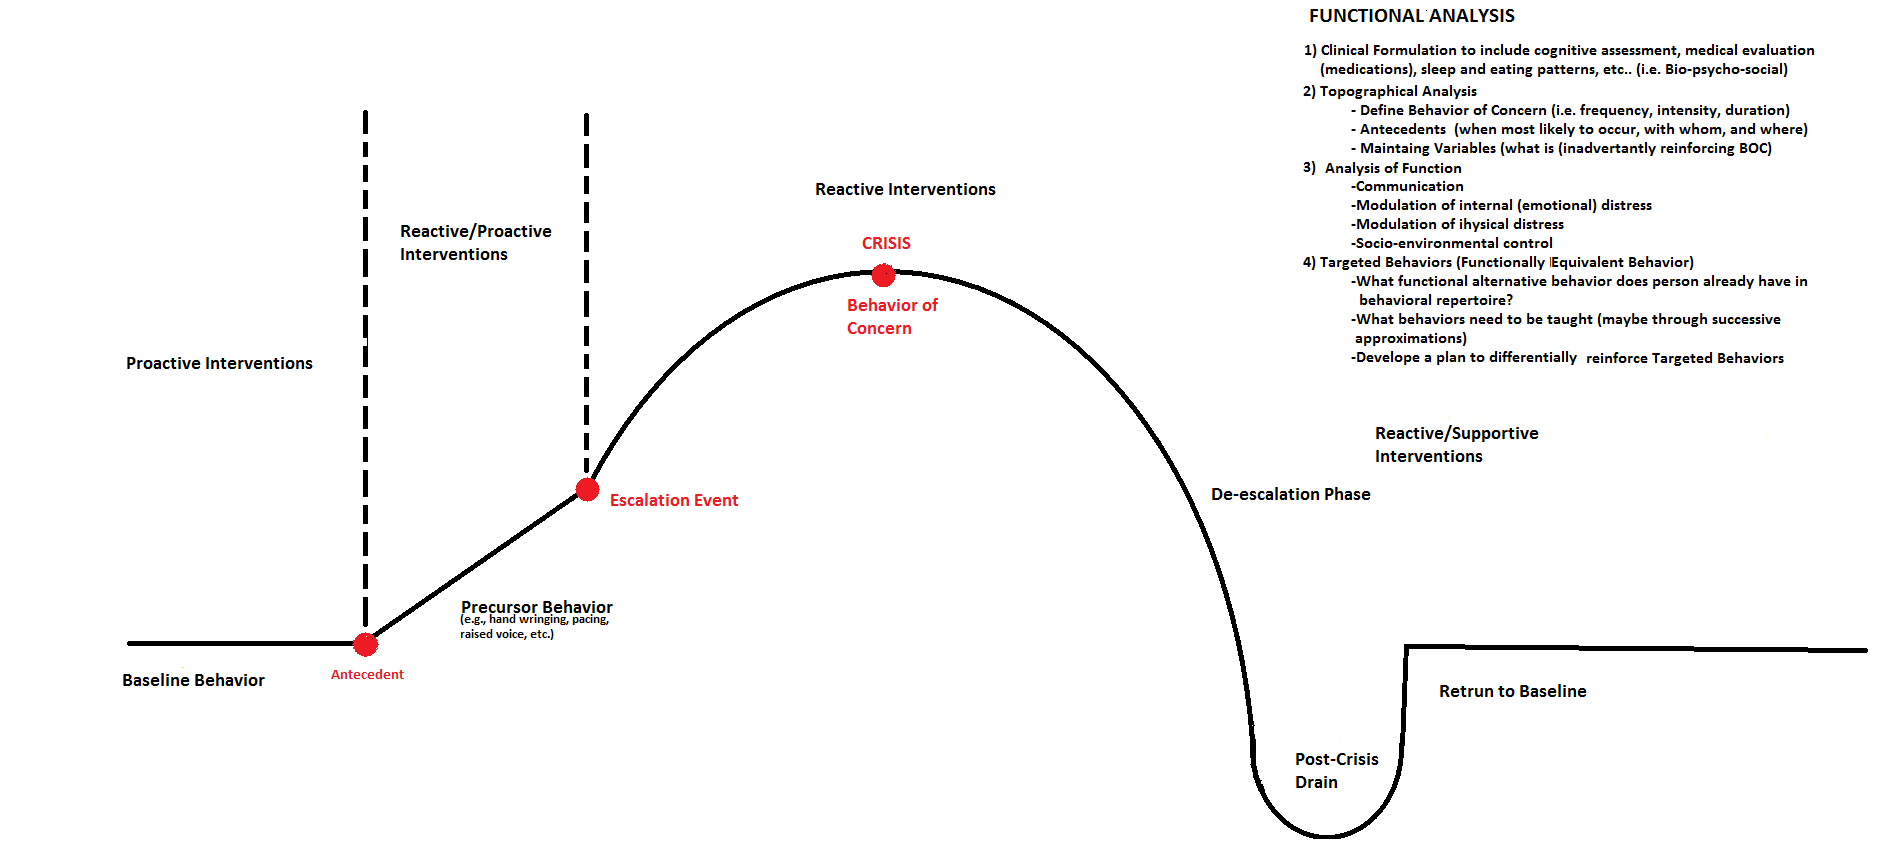 FUNCTIONAL ANALYSIS
1) Clinical Formulation to include cognitive assessment, medical evaluation
(medications), sleep and eating patterns, etc.. (i.e. Bio-psycho-social)
2) Topographical Analysis
- Define Behavior of Concern (i.e. frequency, intensity, duration)
- Antecedents (when most likely to occur, with whom, and where)
- Maintaing Variables (what is (inadvertantly reinforcing BOC)
3) Analysis of Function
-Communication
-Modulation of internal (emotional) distress
-Modulation of ihysical distress
-Socio-environmental control
4) Targeted Behaviors (Functionally Equivalent Behavior)
-What functional alternative behavior does person already have in
behavioral repertoire?
-What behaviors need to be taught (maybe through successive
approximations)
-Develope a plan to differentially reinforce Targeted Behaviors
Reactive Interventions
Reactive/Proactive
Interventions
CRISIS
Behavior of
Concern
Proactive Interventions
Reactive/Supportive
Interventions
De-escalation Phase
Escalation Event
Precursor Behavior
(e.g., hand wringing, pacing,
raised voice, etc.)
Baseline Behavior
Antecedent
Retrun to Baseline
Post-Crisis
Drain